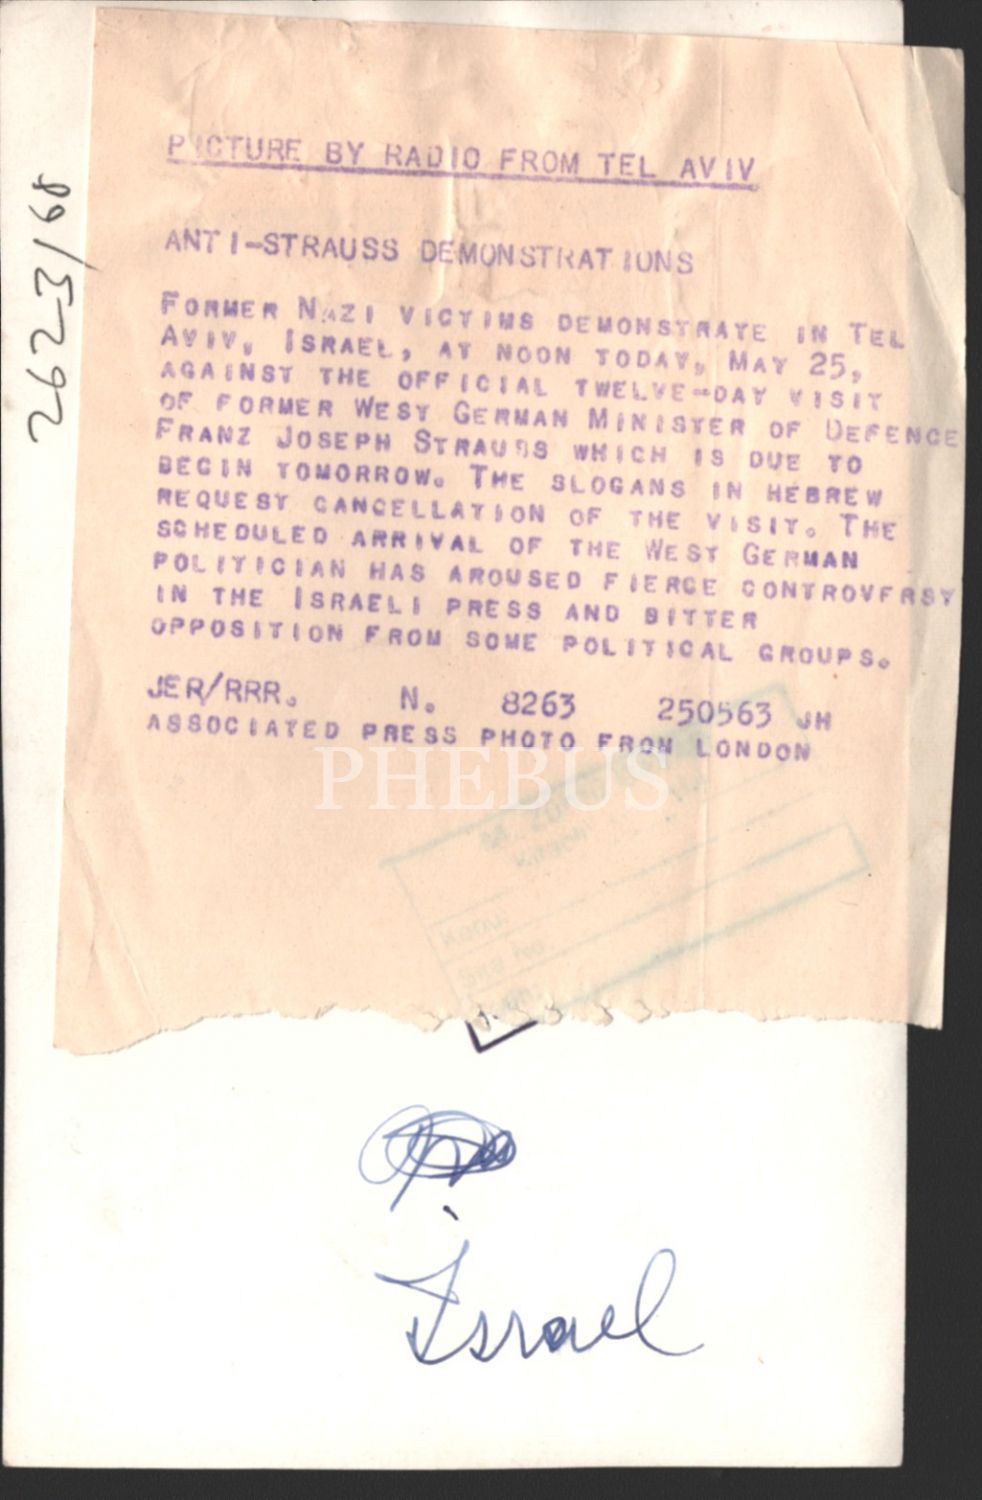 PICTURE BY RADIO FROM TEL AVIV
ANTI-STRAUSS DEMONSTRATIONS
FORMER NAZI VICTIMS DEMONSTRATE IN TEL
AVIV, ISRAEL, AT NOON TODAY, MAY 25,
AGAINST THE OFFICIAL TWELVE-DAY VISIT
OF FORMER WEST GERMAN MINISTER OF DEFENCE
FRANZ JOSEPH STRAUSS WHICH IS DUE TO
BEGIN TOMORROW. THE SLOGANS IN HEBREW
REQUEST CANCELLATION OF THE VISIT. THE
SCHEDULED ARRIVAL OF THE WEST GERMAN
POLITICIAN HAS AROUSED FIERCE CONTROVERSY
IN THE ISRAELI PRESS AND BITTER
OPPOSITION FROM SOME POLITICAL GROUPS.
JER/RRR. N. 8263 250563 JH
ASSOCIATED PRESS PHOTO FROM LONDON
PHEBUS
2623/68
Israel